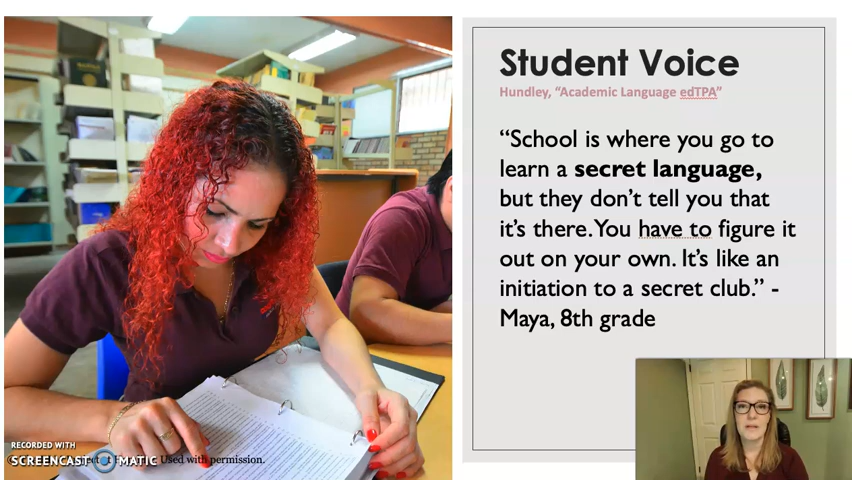 Student Voice
Hundley, “Academic Language edTPA”
“School is where you go to
learn a secret language,
but they don’t tell you that
it’s there. You have to figure it
out on your own. It’s like an
initiation to a secret club.” -
Maya, 8th grade
RECORDED WITH
SCREENCAST MATIC
Used with permission.